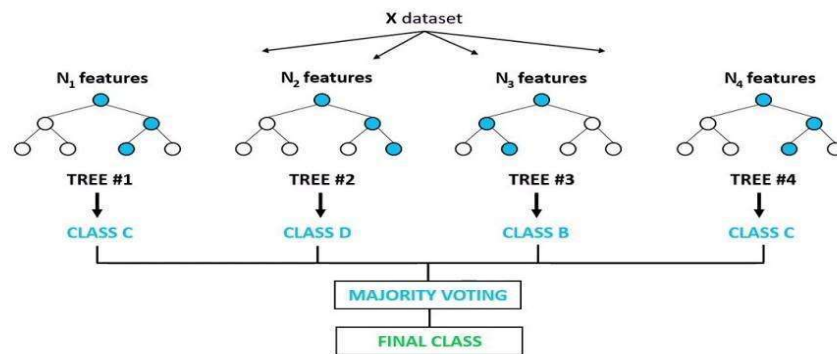 X dataset
N₁ features N₂ features N₃ features N₄ features
TREE #1 TREE #2 TREE #3 TREE #4
CLASS C CLASS D CLASS B CLASS C
MAJORITY VOTING
FINAL CLASS